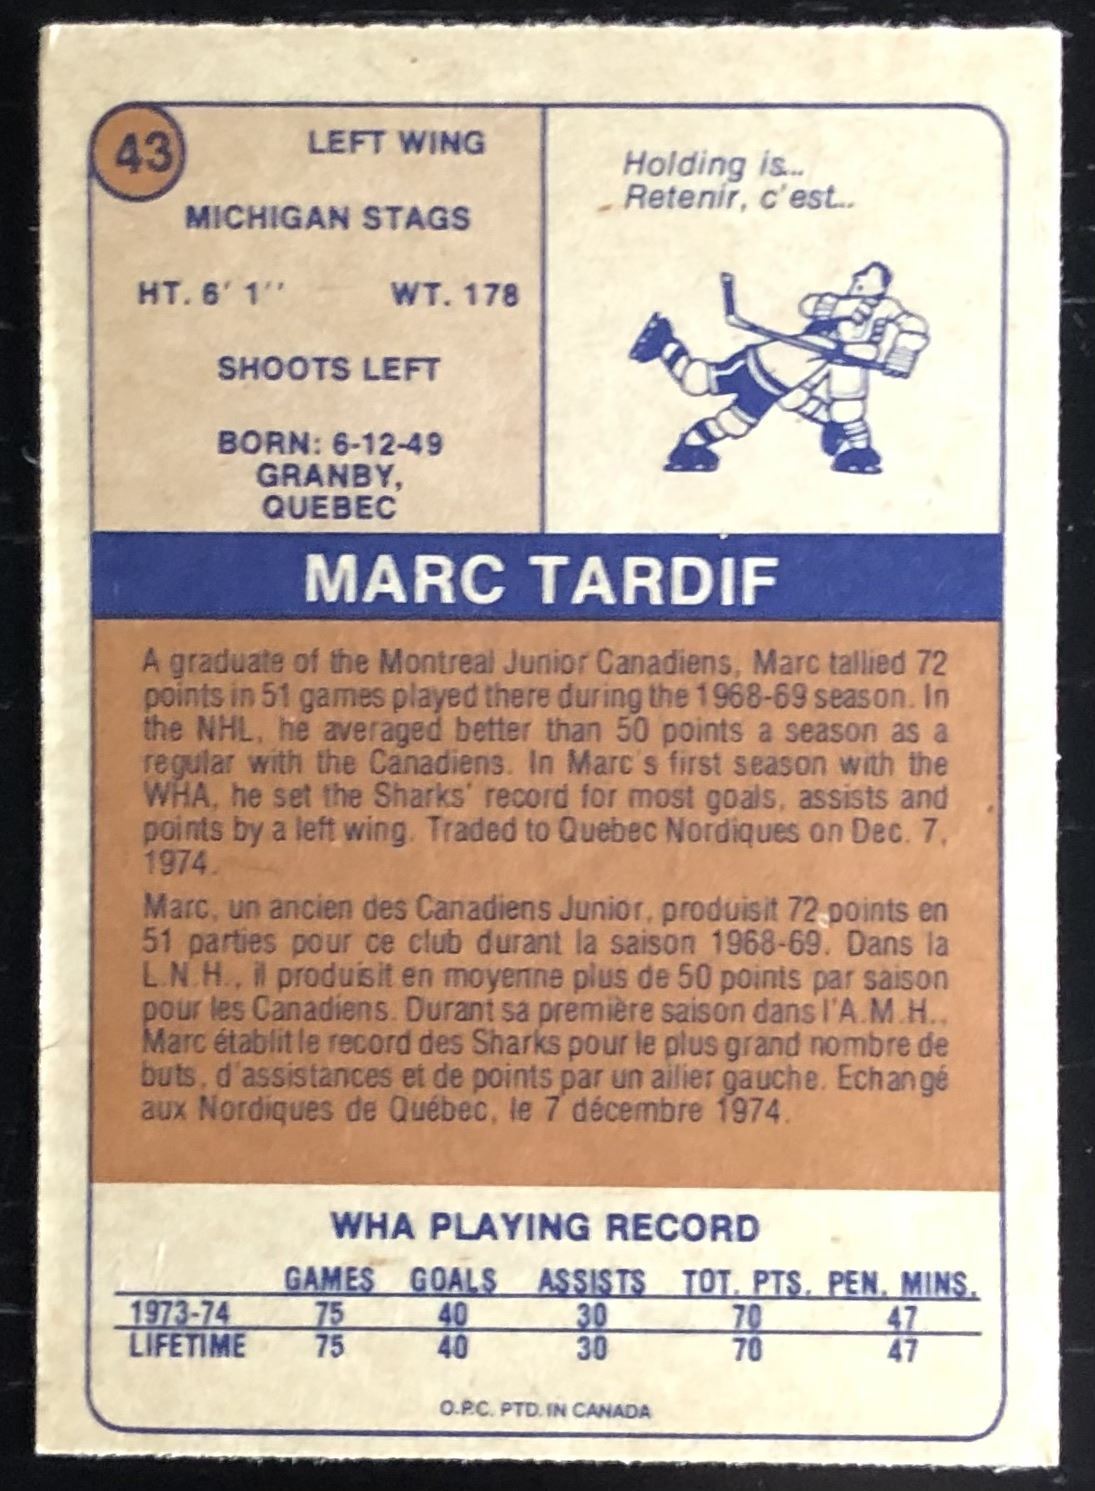 43
LEFT WING
MICHIGAN STAGS
HT. 6' 1'' WT. 178
SHOOTS LEFT
BORN: 6-12-49
GRANBY,
QUEBEC
Holding is...
Retenir, c'est...
MARC TARDIF
A graduate of the Montreal Junior Canadiens, Marc tallied 72
points in 51 games played there during the 1968-69 season. In
the NHL, he averaged better than 50 points a season as a
regular with the Canadiens. In Marc's first season with the
WHA, he set the Sharks' record for most goals, assists and
points by a left wing. Traded to Quebec Nordiques on Dec. 7,
1974.
Marc, un ancien des Canadiens Junior, produisit 72 points en
51 parties pour ce club durant la saison 1968-69. Dans la
L.N.H., il produisit en moyenne plus de 50 points par saison
pour les Canadiens. Durant sa première saison dans l'A.M.H.,
Marc établit le record des Sharks pour le plus grand nombre de
buts, d'assistances et de points par un ailier gauche. Echangé
aux Nordiques de Québec, le 7 décembre 1974.
WHA PLAYING RECORD
GAMES GOALS ASSISTS TOT. PTS. PEN. MINS.
1973-74 75 40 30 70 47
LIFETIME 75 40 30 70 47
O.P.C. PTD. IN CANADA